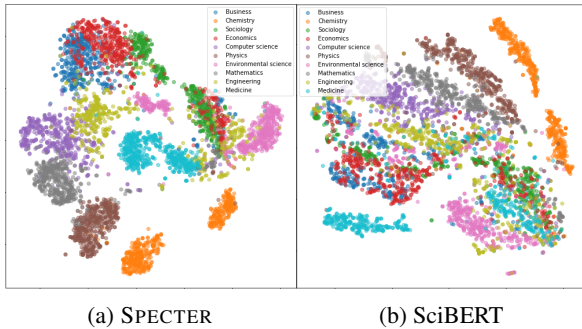 Business
Chemistry
Sociology
Economics
Computer science
Physics
Environmental science
Mathematics
Engineering
Medicine
Business
Chemistry
Sociology
Economics
Computer science
Physics
Environmental science
Mathematics
Engineering
Medicine
(a) SPECTER
(b) SciBERT